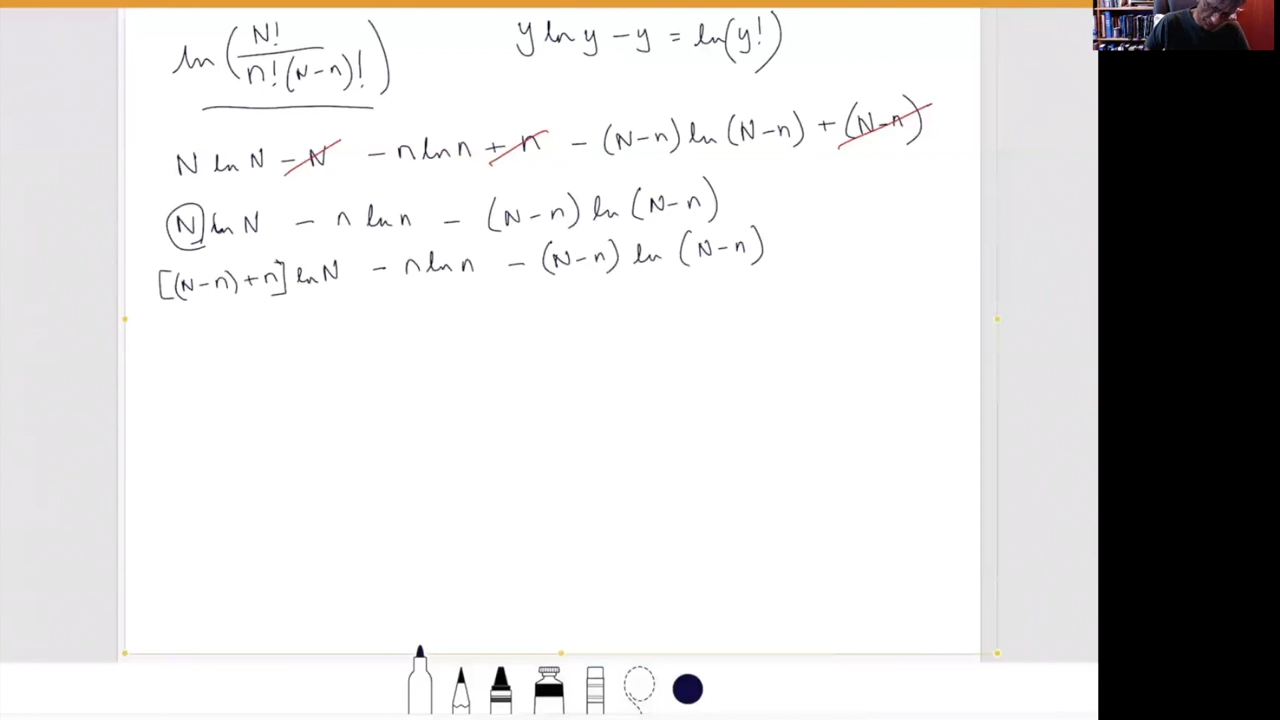 ln ( N! / n!(N-n)! )
y ln y - y = ln(y!)
N ln N - N - n ln n + n - (N-n) ln (N-n) + (N-n)
N ln N - n ln n - (N-n) ln (N-n)
[(N-n)+n] ln N - n ln n - (N-n) ln (N-n)